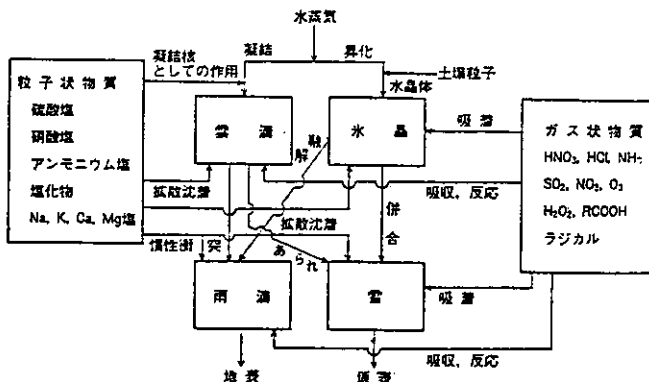 水蒸気
凝結
昇化
凝結核
としての作用
土壌粒子
水晶体
粒子状物質
硫酸塩
硝酸塩
アンモニウム塩
塩化物
Na, K, Ca, Mg塩
雲滴
氷晶
融解
吸着
ガス状物質
HNO₃, HCl, NH₃
SO₂, NO₂, O₃
H₂O₂, RCOOH
ラジカル
拡散沈着
吸収、反応
拡散沈着
併合
慣性衝突
あられ
雨滴
雪
吸着
吸収、反応
地表